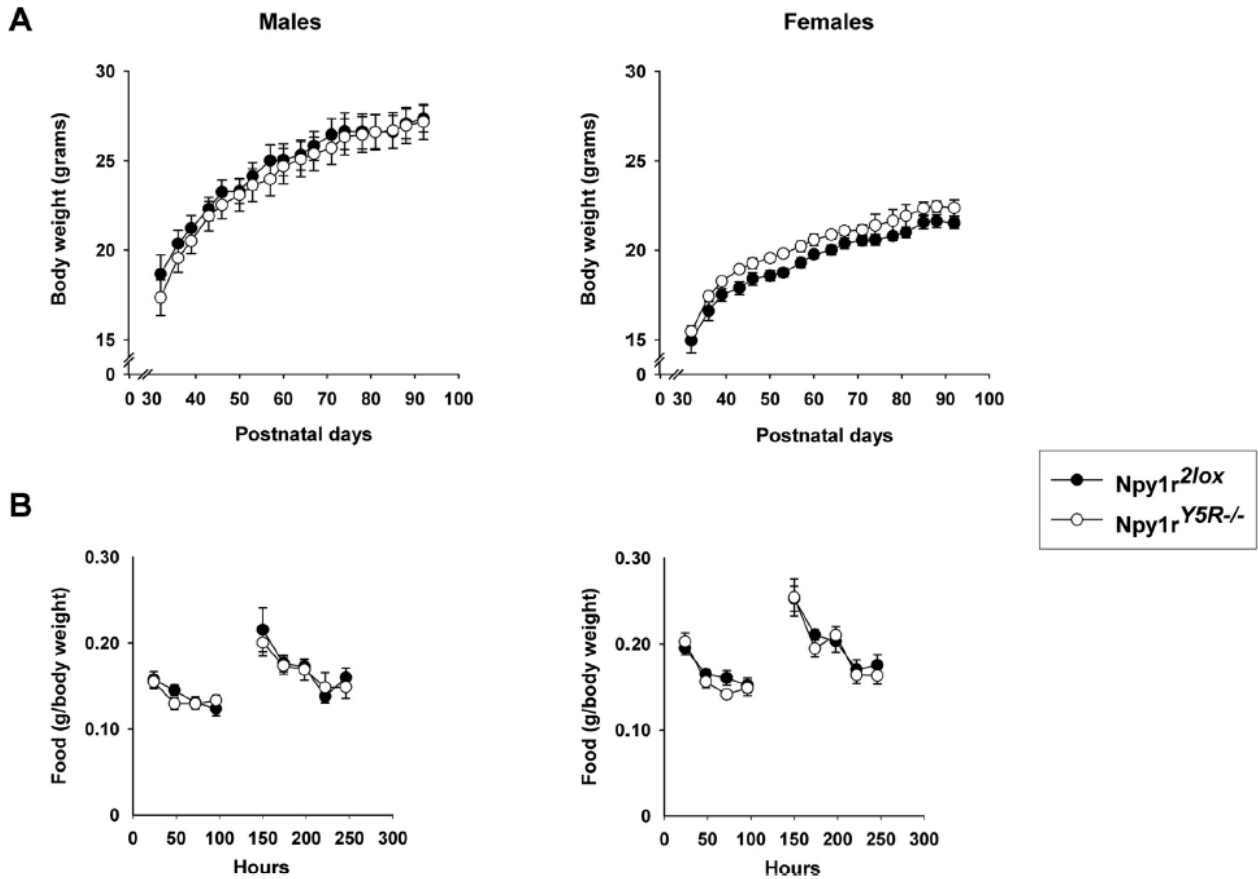 A
Males
Females
Body weight (grams)
30
25
20
15
0
0 30 40 50 60 70 80 90 100
Postnatal days
Body weight (grams)
30
25
20
15
0
0 30 40 50 60 70 80 90 100
Postnatal days
Npy1r2lox
Npy1rY5R-/-
B
Food (g/body weight)
0.30
0.20
0.10
0
0 50 100 150 200 250 300
Hours
Food (g/body weight)
0.30
0.20
0.10
0
0 50 100 150 200 250 300
Hours